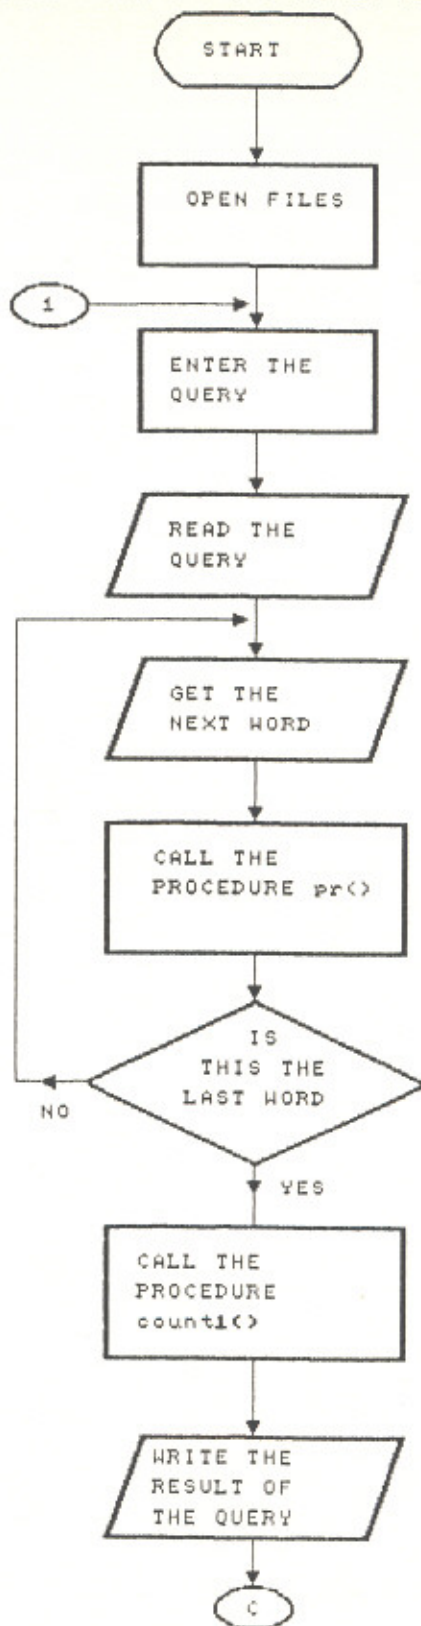 START
OPEN FILES
1
ENTER THE
QUERY
READ THE
QUERY
GET THE
NEXT WORD
CALL THE
PROCEDURE pr()
IS
THIS THE
LAST WORD
NO
YES
CALL THE
PROCEDURE
count1()
WRITE THE
RESULT OF
THE QUERY
C